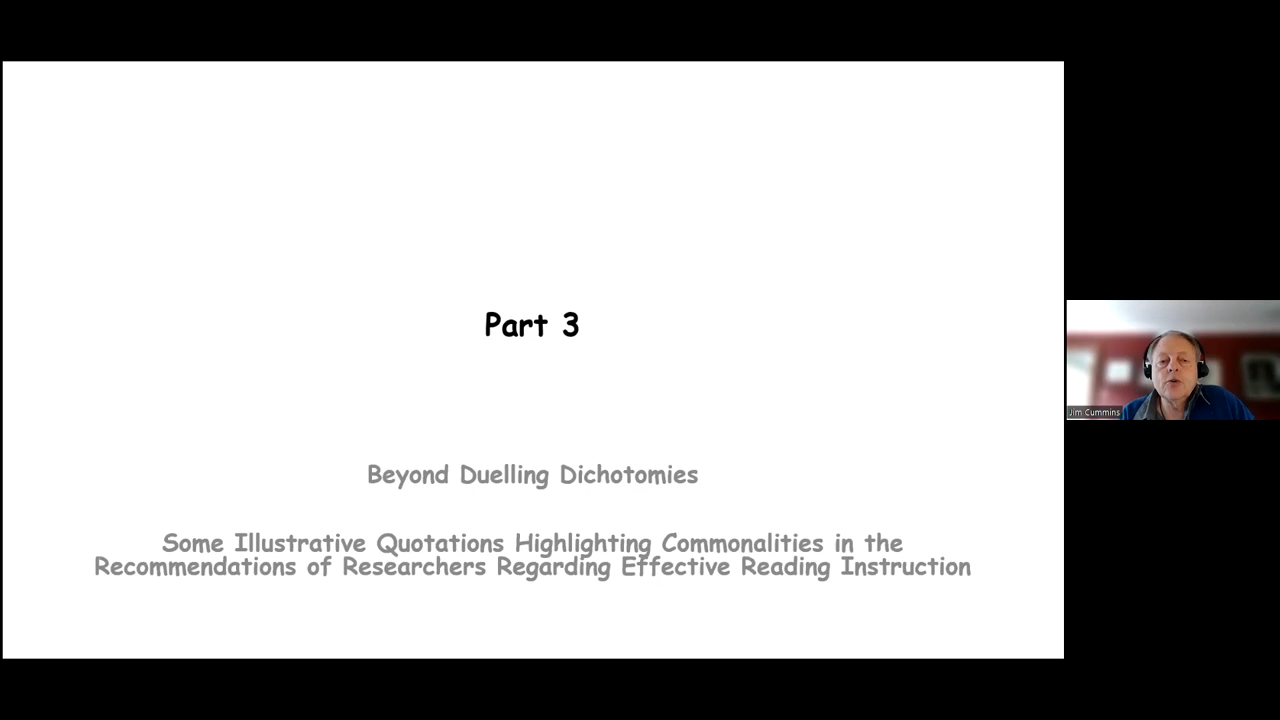 Part 3
Beyond Duelling Dichotomies
Some Illustrative Quotations Highlighting Commonalities in the
Recommendations of Researchers Regarding Effective Reading Instruction
Jim Cummins